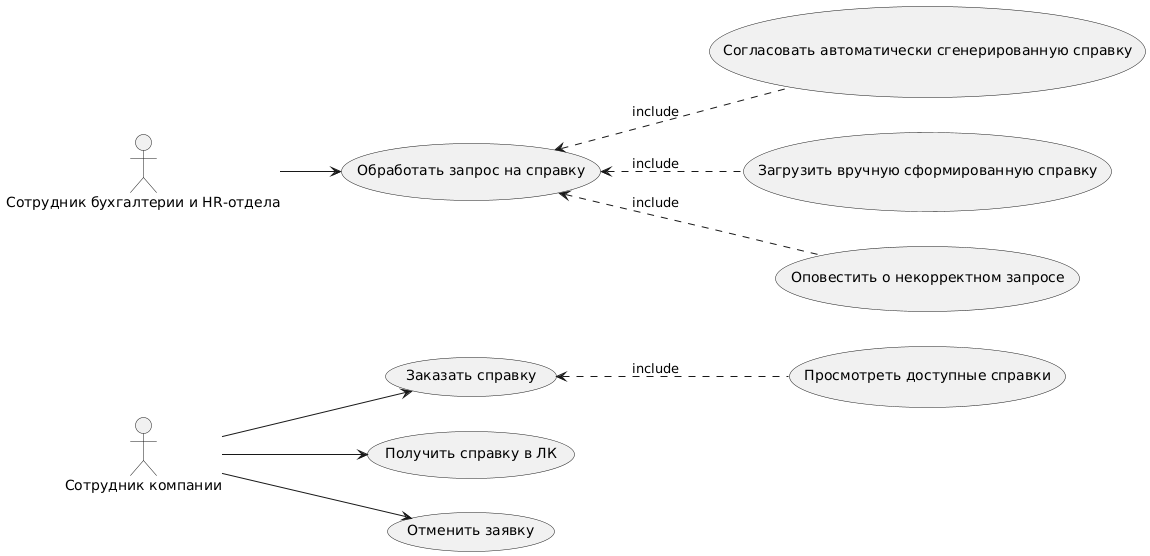 Согласовать автоматически сгенерированную справку
include
Сотрудник бухгалтерии и HR-отдела
Обработать запрос на справку
include
Загрузить вручную сформированную справку
include
Оповестить о некорректном запросе
Заказать справку
include
Просмотреть доступные справки
Сотрудник компании
Получить справку в ЛК
Отменить заявку